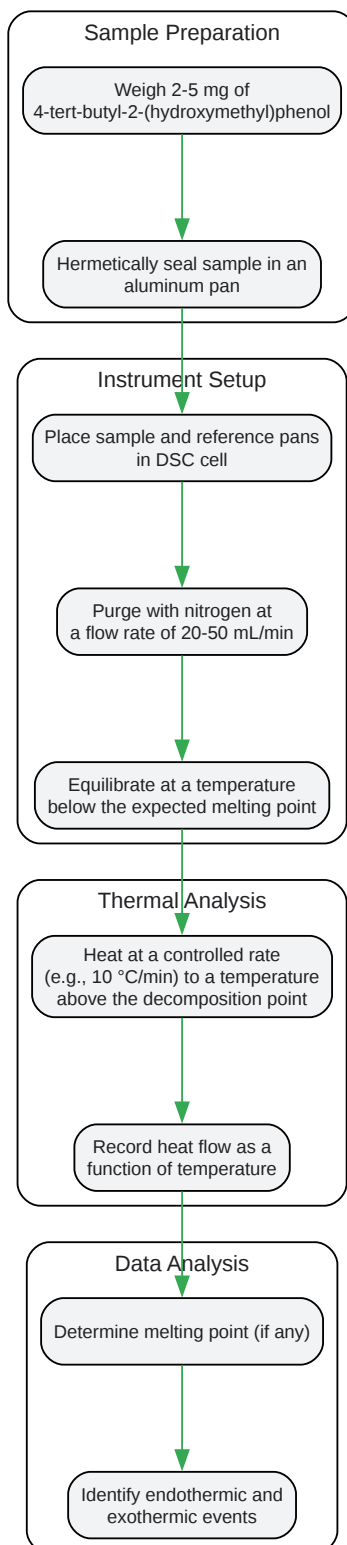 Sample Preparation
Weigh 2-5 mg of
4-tert-butyl-2-(hydroxymethyl)phenol
Hermetically seal sample in an
aluminum pan
Instrument Setup
Place sample and reference pans
in DSC cell
Purge with nitrogen at
a flow rate of 20-50 mL/min
Equilibrate at a temperature
below the expected melting point
Thermal Analysis
Heat at a controlled rate
(e.g., 10 °C/min) to a temperature
above the decomposition point
Record heat flow as a
function of temperature
Data Analysis
Determine melting point (if any)
Identify endothermic and
exothermic events